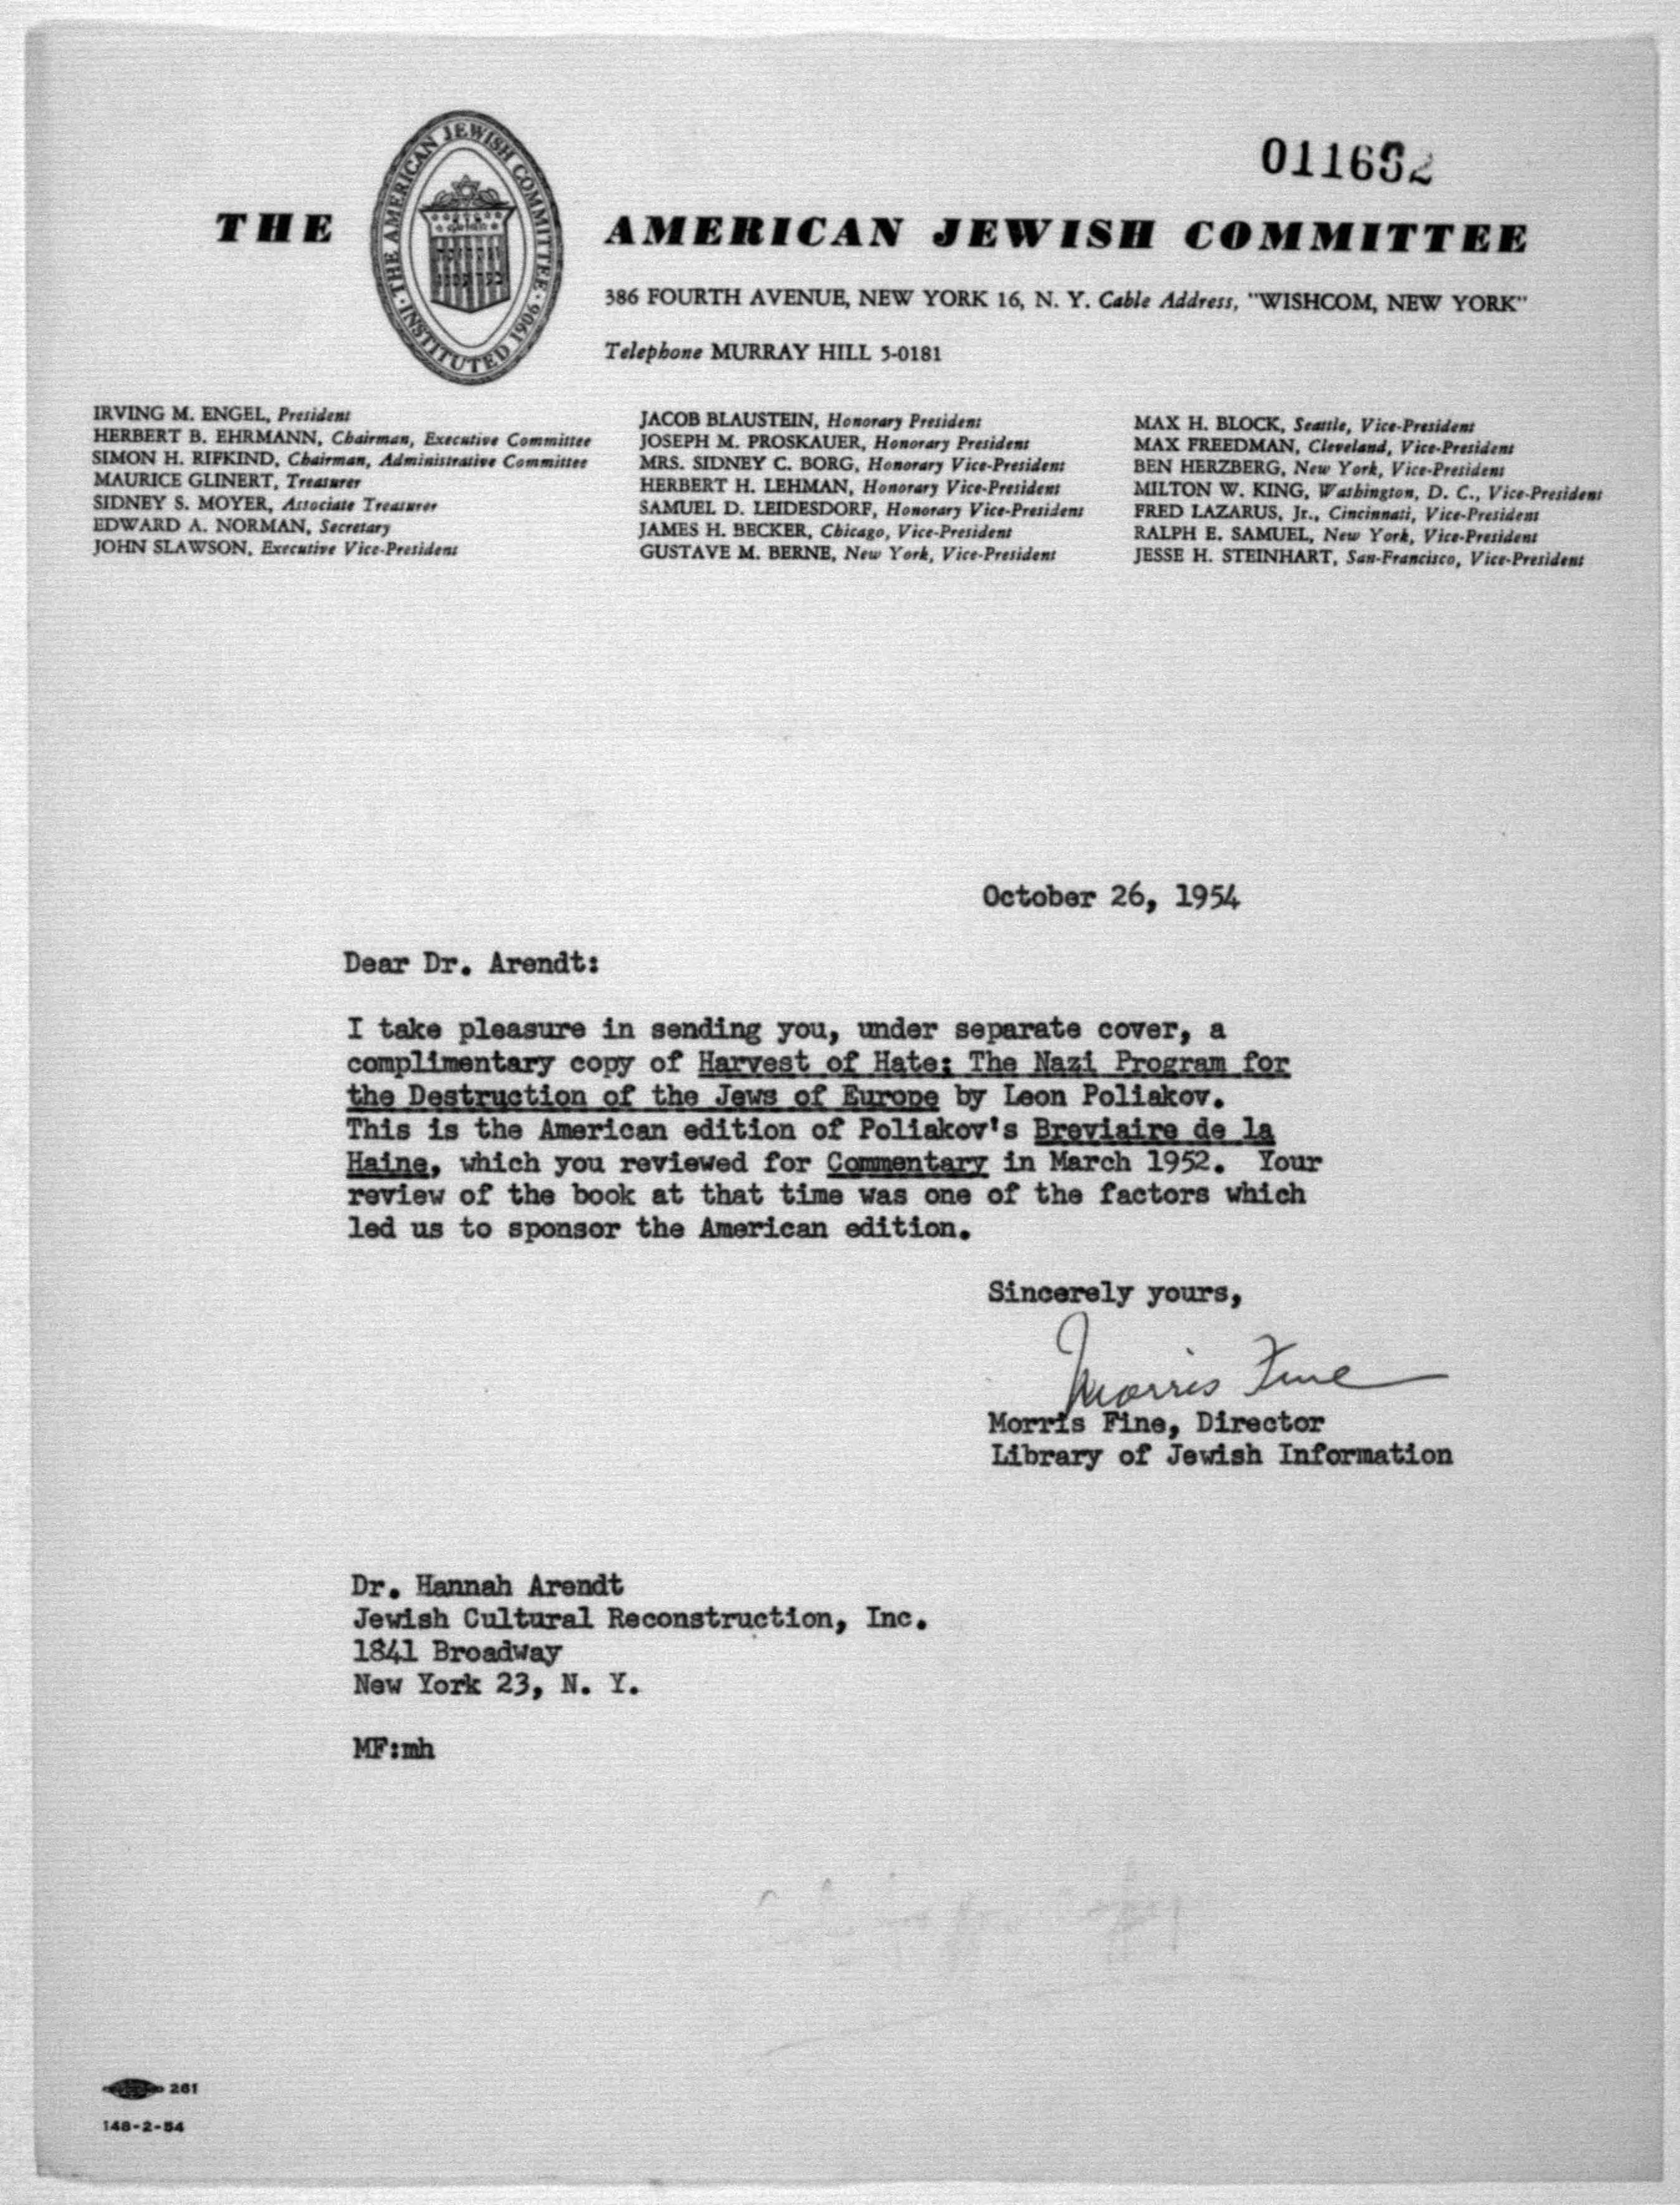 011652
THE AMERICAN JEWISH COMMITTEE
THE AMERICAN JEWISH COMMITTEE · INSTITUTED 1906 ·
386 FOURTH AVENUE, NEW YORK 16, N. Y. Cable Address, "WISHCOM, NEW YORK"
Telephone MURRAY HILL 5-0181
IRVING M. ENGEL, President
HERBERT B. EHRMANN, Chairman, Executive Committee
SIMON H. RIFKIND, Chairman, Administrative Committee
MAURICE GLINERT, Treasurer
SIDNEY S. MOYER, Associate Treasurer
EDWARD A. NORMAN, Secretary
JOHN SLAWSON, Executive Vice-President
JACOB BLAUSTEIN, Honorary President
JOSEPH M. PROSKAUER, Honorary President
MRS. SIDNEY C. BORG, Honorary Vice-President
HERBERT H. LEHMAN, Honorary Vice-President
SAMUEL D. LEIDESDORF, Honorary Vice-President
JAMES H. BECKER, Chicago, Vice-President
GUSTAVE M. BERNE, New York, Vice-President
MAX H. BLOCK, Seattle, Vice-President
MAX FREEDMAN, Cleveland, Vice-President
BEN HERZBERG, New York, Vice-President
MILTON W. KING, Washington, D. C., Vice-President
FRED LAZARUS, Jr., Cincinnati, Vice-President
RALPH E. SAMUEL, New York, Vice-President
JESSE H. STEINHART, San-Francisco, Vice-President
October 26, 1954
Dear Dr. Arendt:
I take pleasure in sending you, under separate cover, a
complimentary copy of Harvest of Hate: The Nazi Program for
the Destruction of the Jews of Europe by Leon Poliakov.
This is the American edition of Poliakov's Breviaire de la
Haine, which you reviewed for Commentary in March 1952. Your
review of the book at that time was one of the factors which
led us to sponsor the American edition.
Sincerely yours,
Morris Fine
Morris Fine, Director
Library of Jewish Information
Dr. Hannah Arendt
Jewish Cultural Reconstruction, Inc.
1841 Broadway
New York 23, N. Y.
MF:mh
261
148-2-54